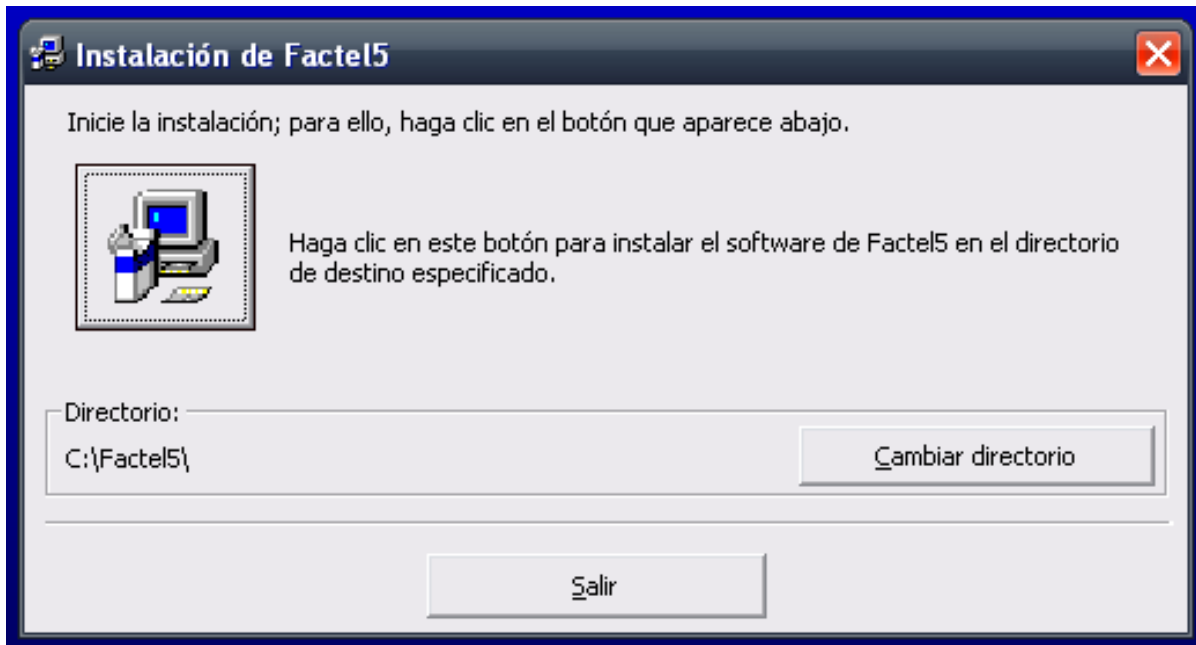 Instalación de Factel5
Inicie la instalación; para ello, haga clic en el botón que aparece abajo.
Haga clic en este botón para instalar el software de Factel5 en el directorio
de destino especificado.
Directorio:
C:\Factel5\
Cambiar directorio
Salir